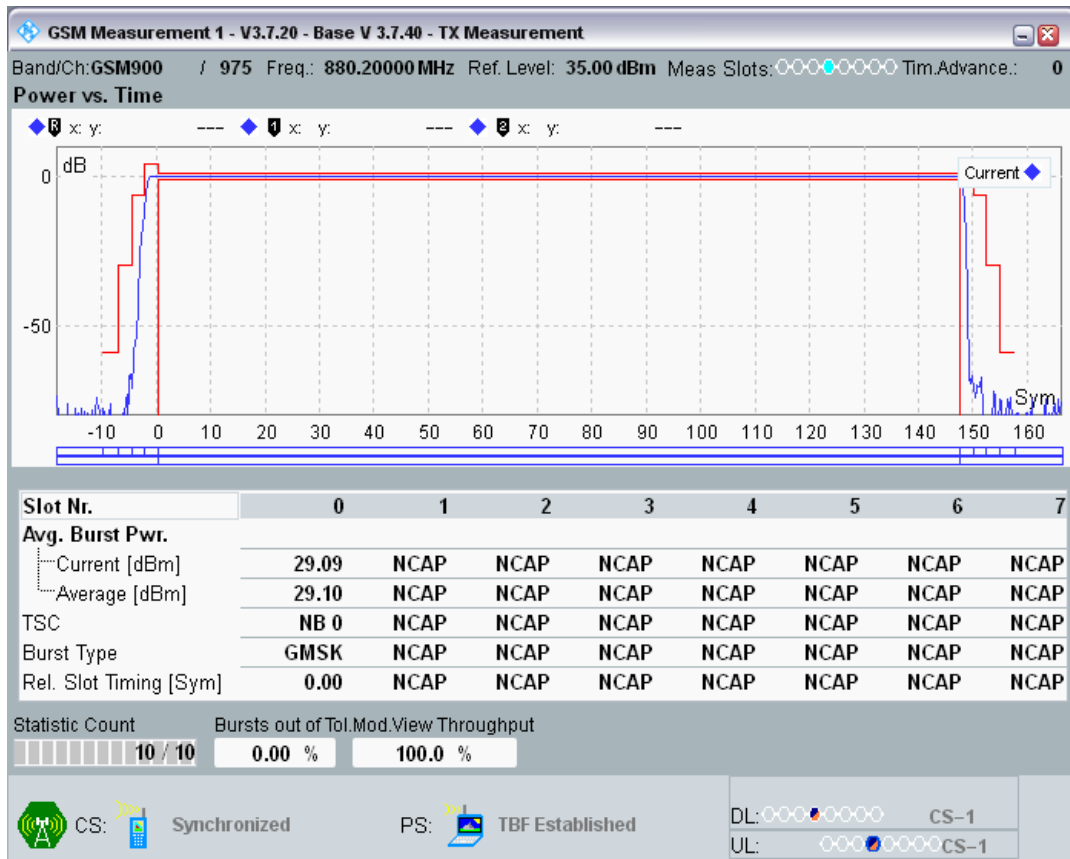 GSM Measurement 1 - V3.7.20 - Base V 3.7.40 - TX Measurement
Band/Ch:GSM900 / 975 Freq.: 880.20000 MHz Ref. Level: 35.00 dBm Meas Slots: Tim.Advance.: 0
Power vs. Time
R x: y: --- 1 x: y: --- 2 x: y: ---
dB
Current
0
-50
Sym
-10 0 10 20 30 40 50 60 70 80 90 100 110 120 130 140 150 160
Slot Nr. 0 1 2 3 4 5 6 7
Avg. Burst Pwr.
Current [dBm] 29.09 NCAP NCAP NCAP NCAP NCAP NCAP NCAP
Average [dBm] 29.10 NCAP NCAP NCAP NCAP NCAP NCAP NCAP
TSC NB 0 NCAP NCAP NCAP NCAP NCAP NCAP NCAP
Burst Type GMSK NCAP NCAP NCAP NCAP NCAP NCAP NCAP
Rel. Slot Timing [Sym] 0.00 NCAP NCAP NCAP NCAP NCAP NCAP NCAP
Statistic Count Bursts out of Tol.Mod.View Throughput
10 / 10 0.00 % 100.0 %
CS: Synchronized PS: TBF Established
DL: CS-1
UL: CS-1